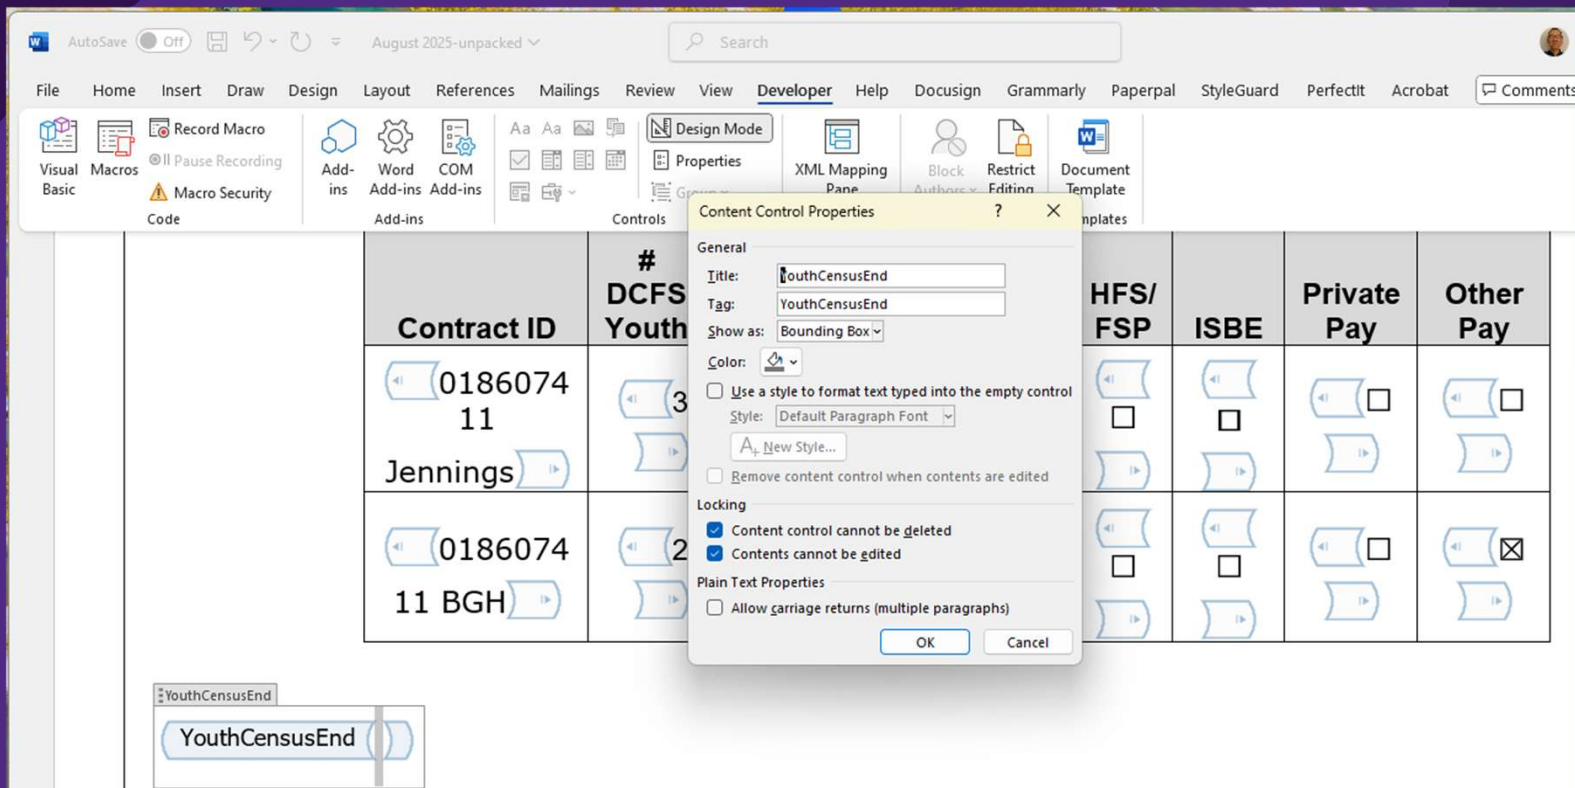 W AutoSave Off August 2025-unpacked Search
File Home Insert Draw Design Layout References Mailings Review View Developer Help Docusign Grammarly Paperpal StyleGuard PerfectIt Acrobat Comments
Visual Basic
Macros
Record Macro
Pause Recording
Macro Security
Code
Add-ins
Word Add-ins
COM Add-ins
Add-ins
Aa Aa
Design Mode
Properties
Controls
XML Mapping
Pane
Block
Authors
Restrict
Editing
Document
Template
mplates
Content Control Properties ?
General
Title: YouthCensusEnd
Tag: YouthCensusEnd
Show as: Bounding Box
Color:
Use a style to format text typed into the empty control
Style: Default Paragraph Font
A+ New Style...
Remove content control when contents are edited
Locking
Content control cannot be deleted
Contents cannot be edited
Plain Text Properties
Allow carriage returns (multiple paragraphs)
OK Cancel
Contract ID
#
DCFS
Youth
HFS/
FSP
ISBE
Private
Pay
Other
Pay
0186074
11
Jennings
3
0186074
11 BGH
2
YouthCensusEnd
YouthCensusEnd